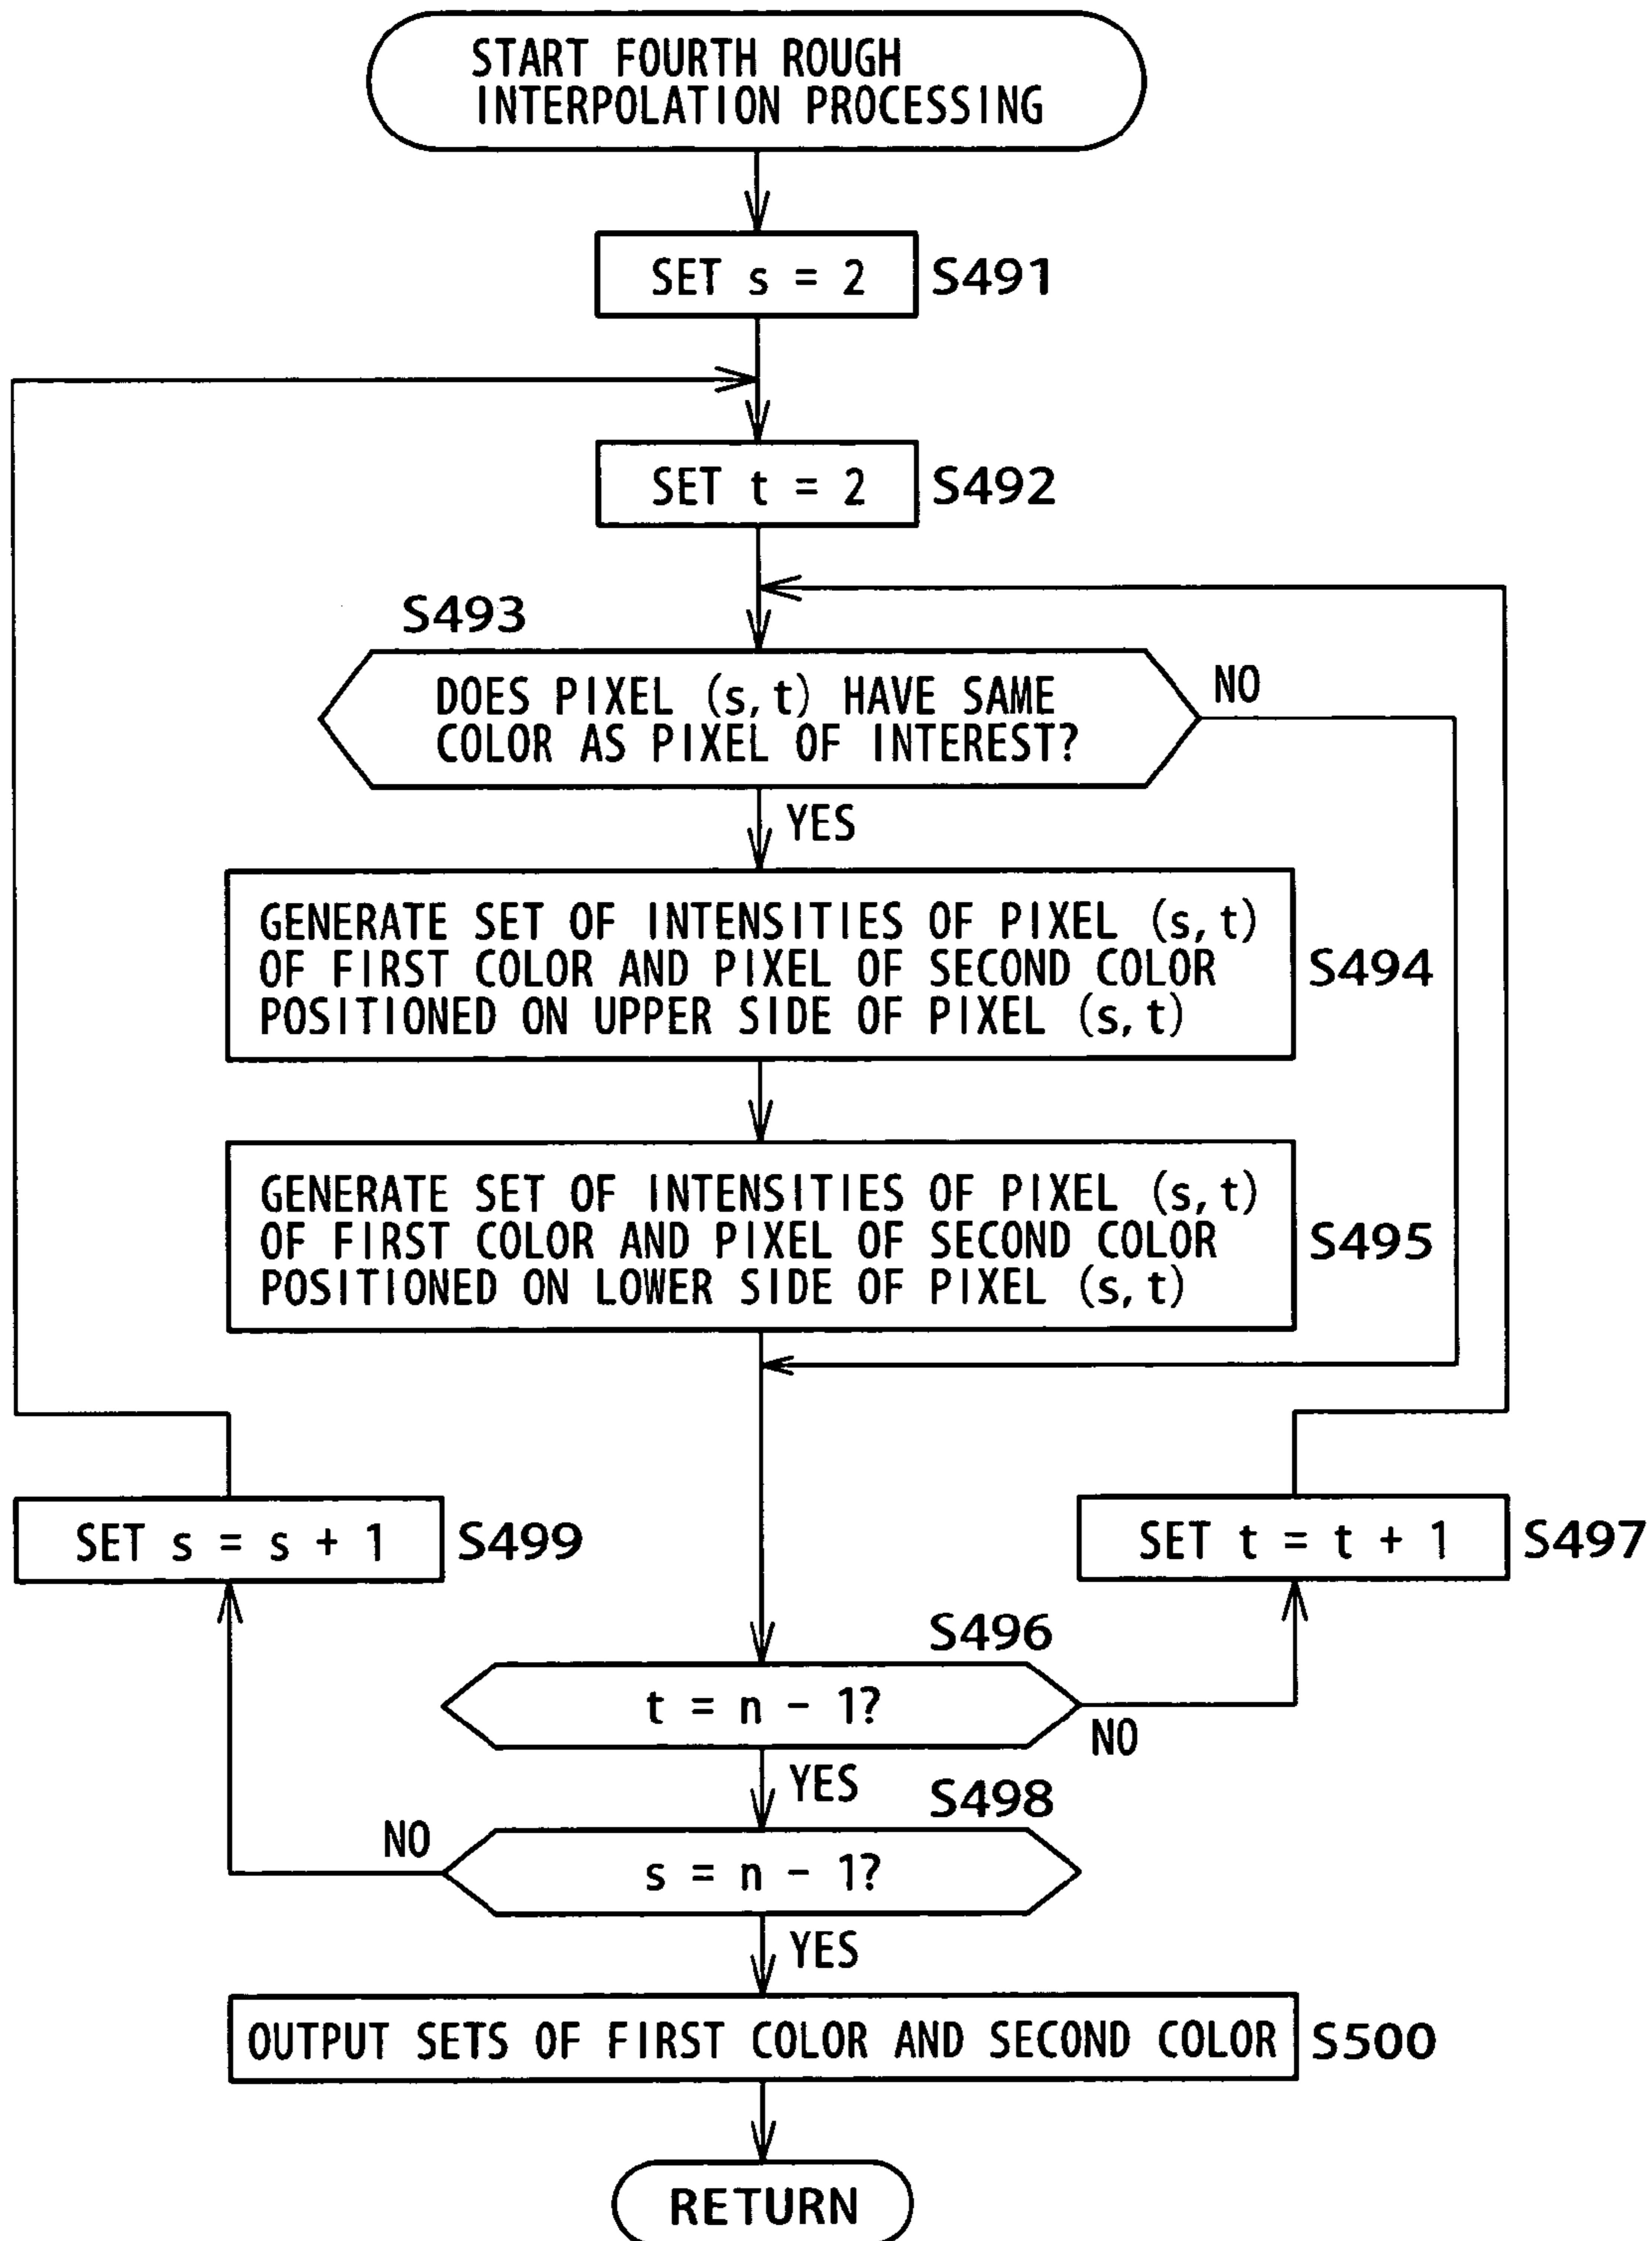 START FOURTH ROUGH
INTERPOLATION PROCESSING
SET s = 2
S491
SET t = 2
S492
S493
DOES PIXEL (s,t) HAVE SAME
COLOR AS PIXEL OF INTEREST?
NO
YES
GENERATE SET OF INTENSITIES OF PIXEL (s,t)
OF FIRST COLOR AND PIXEL OF SECOND COLOR
POSITIONED ON UPPER SIDE OF PIXEL (s,t)
S494
GENERATE SET OF INTENSITIES OF PIXEL (s,t)
OF FIRST COLOR AND PIXEL OF SECOND COLOR
POSITIONED ON LOWER SIDE OF PIXEL (s,t)
S495
SET s = s + 1
S499
SET t = t + 1
S497
S496
t = n - 1?
NO
YES
S498
NO
s = n - 1?
YES
OUTPUT SETS OF FIRST COLOR AND SECOND COLOR
S500
RETURN